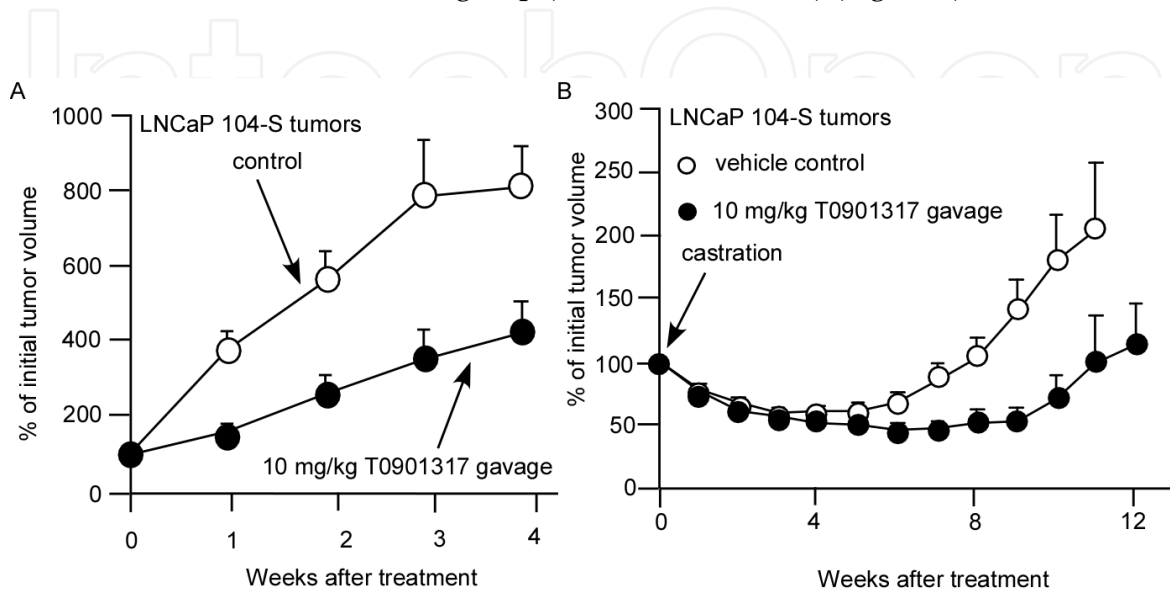 A
LNCaP 104-S tumors
control
10 mg/kg T0901317 gavage
% of initial tumor volume
1000
800
600
400
200
0
0 1 2 3 4
Weeks after treatment
B
LNCaP 104-S tumors
vehicle control
10 mg/kg T0901317 gavage
castration
% of initial tumor volume
300
250
200
150
100
50
0
0 4 8 12
Weeks after treatment